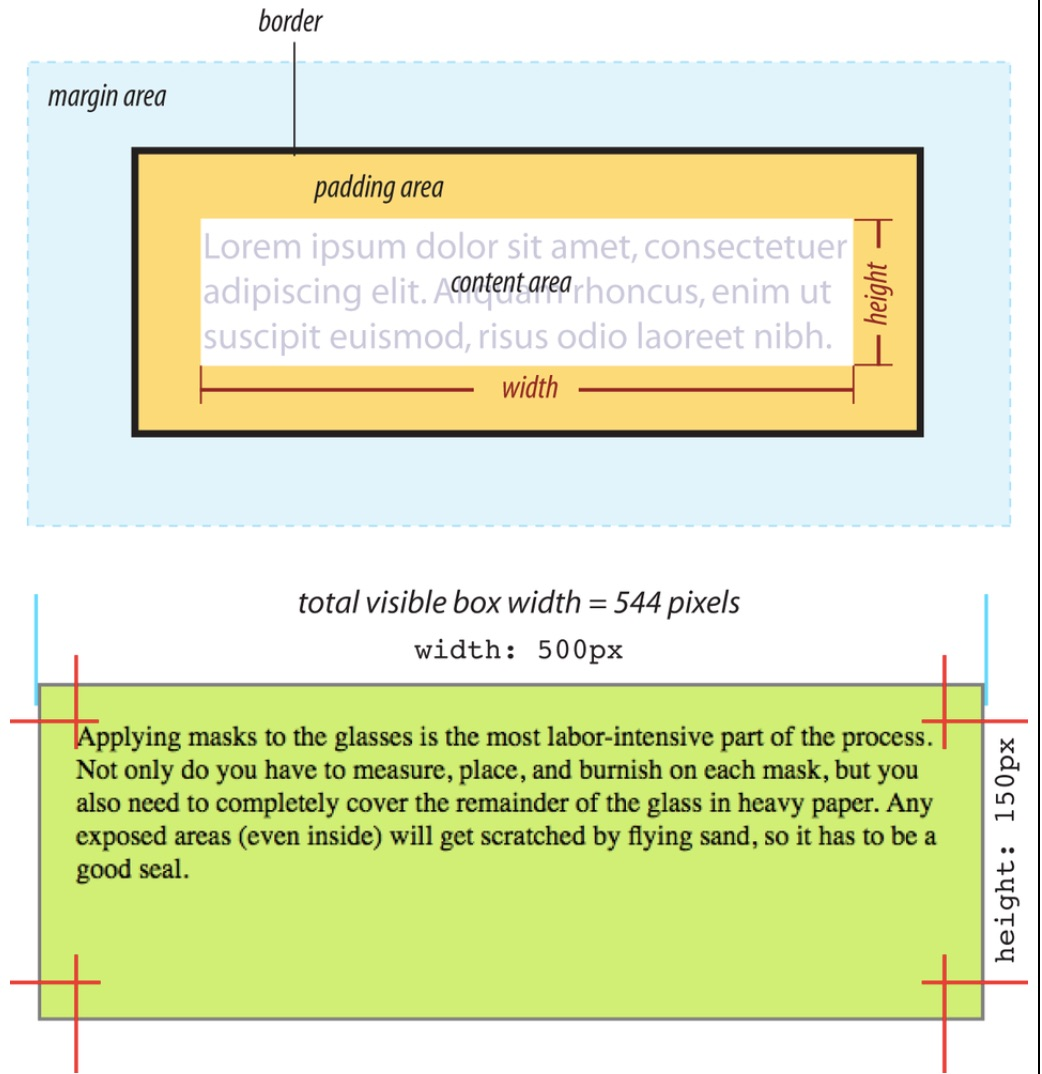 border
margin area
padding area
Lorem ipsum dolor sit amet, consectetuer
content area
adipiscing elit. Aliquam rhoncus, enim ut
suscipit euismod, risus odio laoreet nibh.
height
width
total visible box width = 544 pixels
width: 500px
Applying masks to the glasses is the most labor-intensive part of the process.
Not only do you have to measure, place, and burnish on each mask, but you
also need to completely cover the remainder of the glass in heavy paper. Any
exposed areas (even inside) will get scratched by flying sand, so it has to be a
good seal.
height: 150px